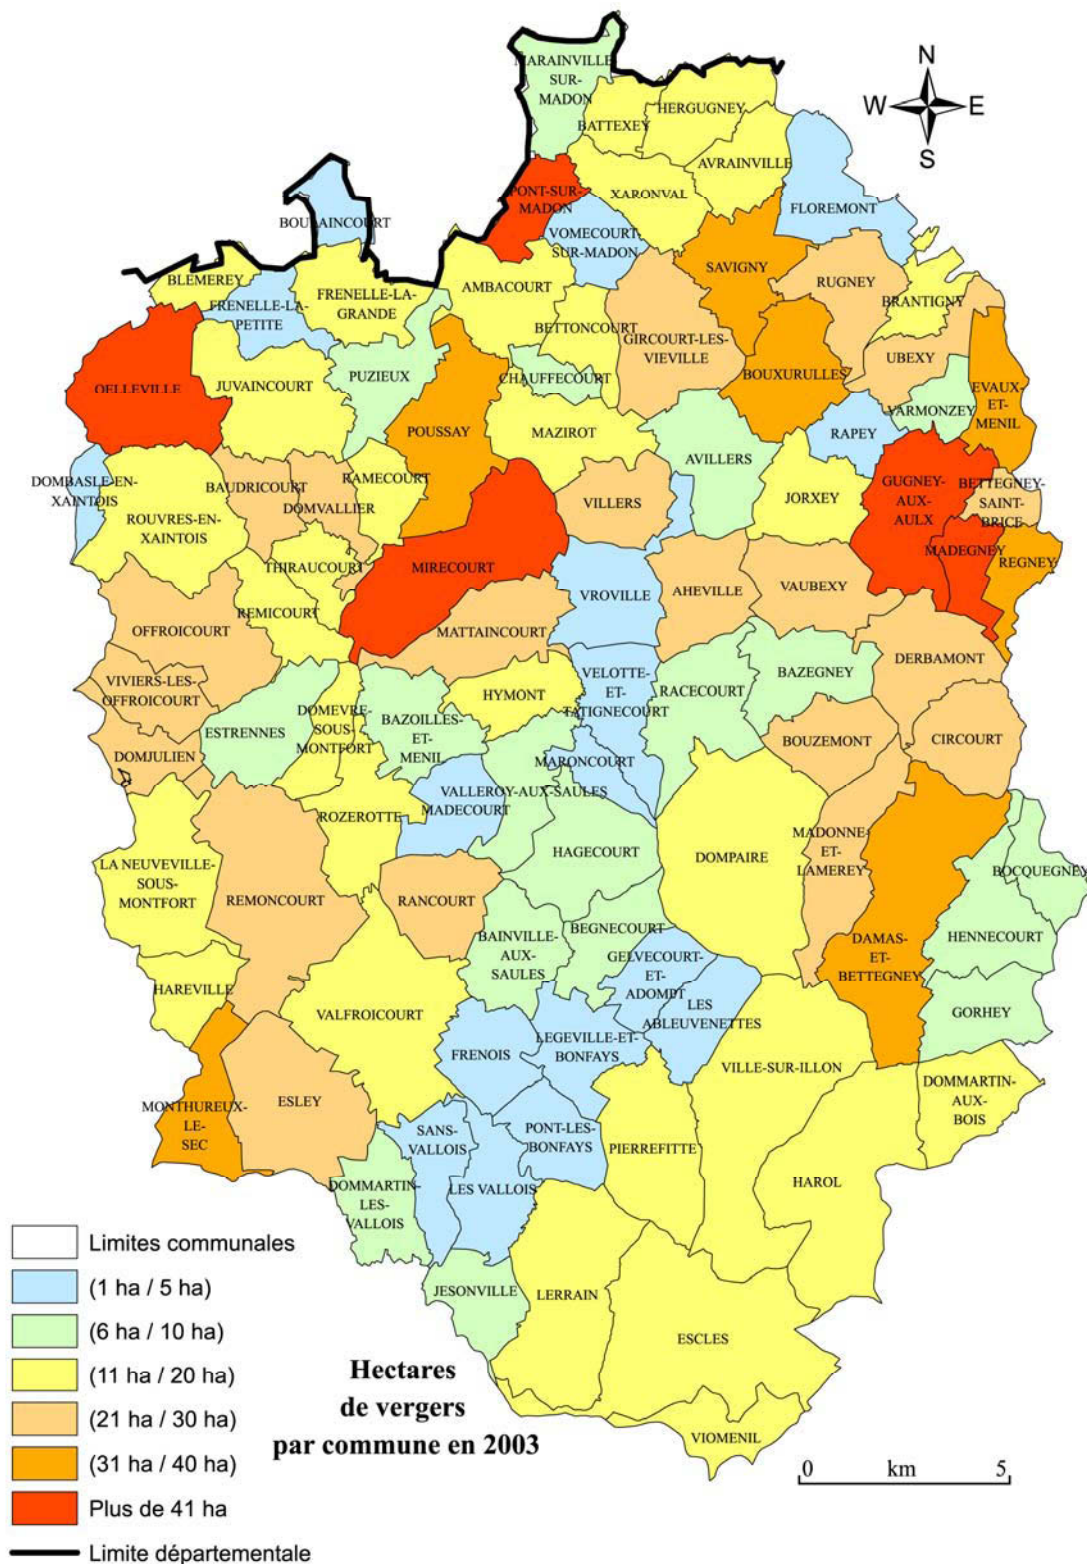 MARAINVILLE-
SUR-
MADON
N
W E
S
HERGUGNEY
BATTEXEY
AVRAINVILLE
PONT-SUR-
MADON
XARONVAL
FLOREMONT
BOULAINCOURT
VOMECOURT-
SUR-MADON
SAVIGNY
BLEMEREY
RUGNEY
FRENELLE-LA-
GRANDE
AMBACOURT
BRANTIGNY
FRENELLE-LA-
PETITE
BETTONCOURT
GIRCOURT-LES-
VIEVILLE
UBEXY
OELLEVILLE
JUVAINCOURT
PUZIEUX
CHAUFFECOURT
BOUXURULLES
EVAUX-
ET-
MENIL
VARMONZEY
POUSSAY
MAZIROT
RAPEY
AVILLERS
DOMBASLE-EN-
XAINTOIS
BAUDRICOURT
RAMECOURT
GUGNEY-
AUX-
AULX
BETTEGNEY-
SAINT-
BRICE
ROUVRES-EN-
XAINTOIS
DOMVALLIER
VILLERS
JORXEY
THIRAUCOURT
MIRECOURT
MADEGNEY
REGNEY
VROVILLE
AHEVILLE
VAUBEXY
REMICOURT
OFFROICOURT
MATTAINCOURT
DERBAMONT
VIVIERS-LES-
OFFROICOURT
HYMONT
VELOTTE-
ET-
TATIGNECOURT
RACECOURT
BAZEGNEY
ESTRENNES
DOMEVRE-
SOUS-
MONTFORT
BAZOILLES-
ET-
MENIL
BOUZEMONT
CIRCOURT
DOMJULIEN
MARONCOURT
VALLEROY-AUX-SAULES
MADECOURT
ROZEROTTE
MADONNE-
ET-
LAMEREY
HAGECOURT
DOMPAIRE
LA NEUVEVILLE-
SOUS-
MONTFORT
BOCQUEGNEY
REMONCOURT
RANCOURT
BEGNECOURT
BAINVILLE-
AUX-
SAULES
DAMAS-
ET-
BETTEGNEY
HENNECOURT
GELVECOURT-
ET-
ADOMPT
HAREVILLE
LES
ABLEUVENETTES
VALFROICOURT
GORHEY
LEGEVILLE-ET-
BONFAYS
FRENOIS
VILLE-SUR-ILLON
DOMMARTIN-
AUX-
BOIS
ESLEY
MONTHUREUX-
LE-
SEC
SANS-
VALLOIS
PONT-LES-
BONFAYS
PIERREFITTE
DOMMARTIN-
LES-
VALLOIS
LES VALLOIS
HAROL
JESONVILLE
LERRAIN
ESCLES
VIOMENIL
Limites communales
(1 ha / 5 ha)
(6 ha / 10 ha)
(11 ha / 20 ha)
(21 ha / 30 ha)
(31 ha / 40 ha)
Plus de 41 ha
Limite départementale
Hectares
de vergers
par commune en 2003
0 km 5